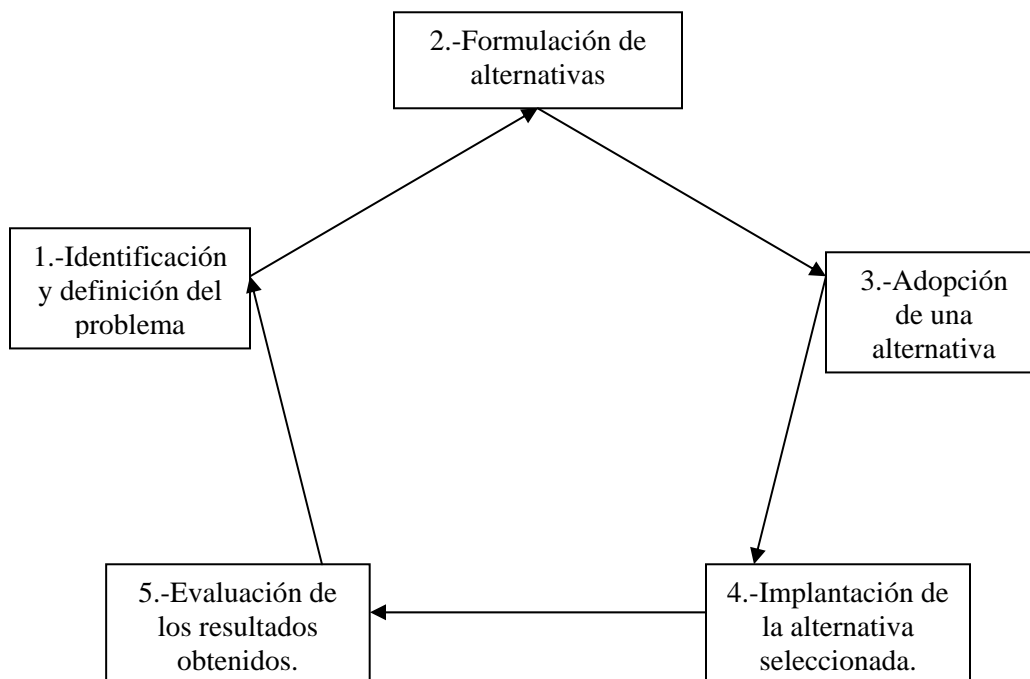 2.-Formulación de
alternativas
1.-Identificación
y definición del
problema
3.-Adopción
de una
alternativa
5.-Evaluación de
los resultados
obtenidos.
4.-Implantación de
la alternativa
seleccionada.